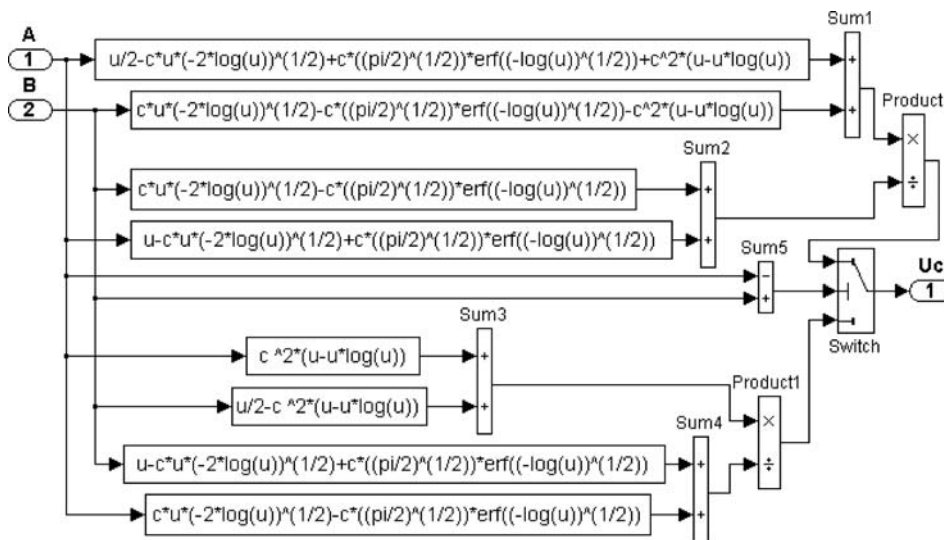 A
1
u/2-c*u*(-2*log(u))^(1/2)+c*((pi/2)^(1/2))*erf((-log(u))^(1/2))+c^2*(u-u*log(u))
Sum1
+
+
B
2
c*u*(-2*log(u))^(1/2)-c*((pi/2)^(1/2))*erf((-log(u))^(1/2))-c^2*(u-u*log(u))
Product
×
÷
Sum2
c*u*(-2*log(u))^(1/2)-c*((pi/2)^(1/2))*erf((-log(u))^(1/2))
+
u-c*u*(-2*log(u))^(1/2)+c*((pi/2)^(1/2))*erf((-log(u))^(1/2))
+
Sum5
−
+
Uc
1
Switch
Sum3
c ^2*(u-u*log(u))
+
u/2-c ^2*(u-u*log(u))
+
Product1
×
÷
Sum4
u-c*u*(-2*log(u))^(1/2)+c*((pi/2)^(1/2))*erf((-log(u))^(1/2))
+
c*u*(-2*log(u))^(1/2)-c*((pi/2)^(1/2))*erf((-log(u))^(1/2))
+